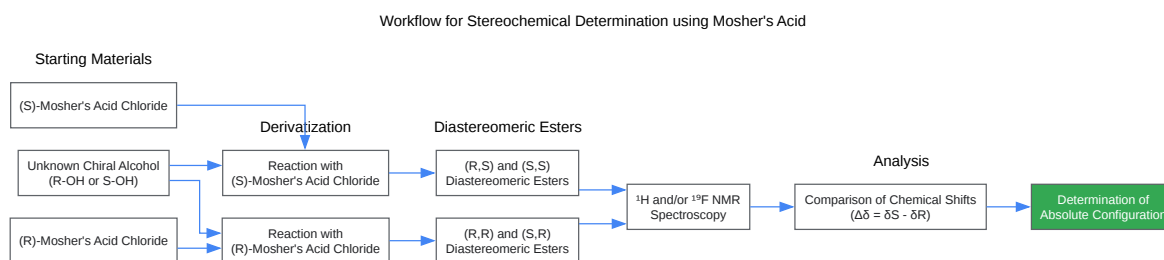 Workflow for Stereochemical Determination using Mosher's Acid
Starting Materials
(S)-Mosher's Acid Chloride
Derivatization
Diastereomeric Esters
Unknown Chiral Alcohol
(R-OH or S-OH)
Reaction with
(S)-Mosher's Acid Chloride
(R,S) and (S,S)
Diastereomeric Esters
Analysis
¹H and/or ¹⁹F NMR
Spectroscopy
Comparison of Chemical Shifts
(Δδ = δS - δR)
Determination of
Absolute Configuration
(R)-Mosher's Acid Chloride
Reaction with
(R)-Mosher's Acid Chloride
(R,R) and (S,R)
Diastereomeric Esters